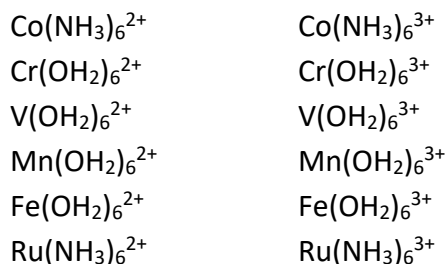 Co(NH3)6^2+ Co(NH3)6^3+
Cr(OH2)6^2+ Cr(OH2)6^3+
V(OH2)6^2+ V(OH2)6^3+
Mn(OH2)6^2+ Mn(OH2)6^3+
Fe(OH2)6^2+ Fe(OH2)6^3+
Ru(NH3)6^2+ Ru(NH3)6^3+